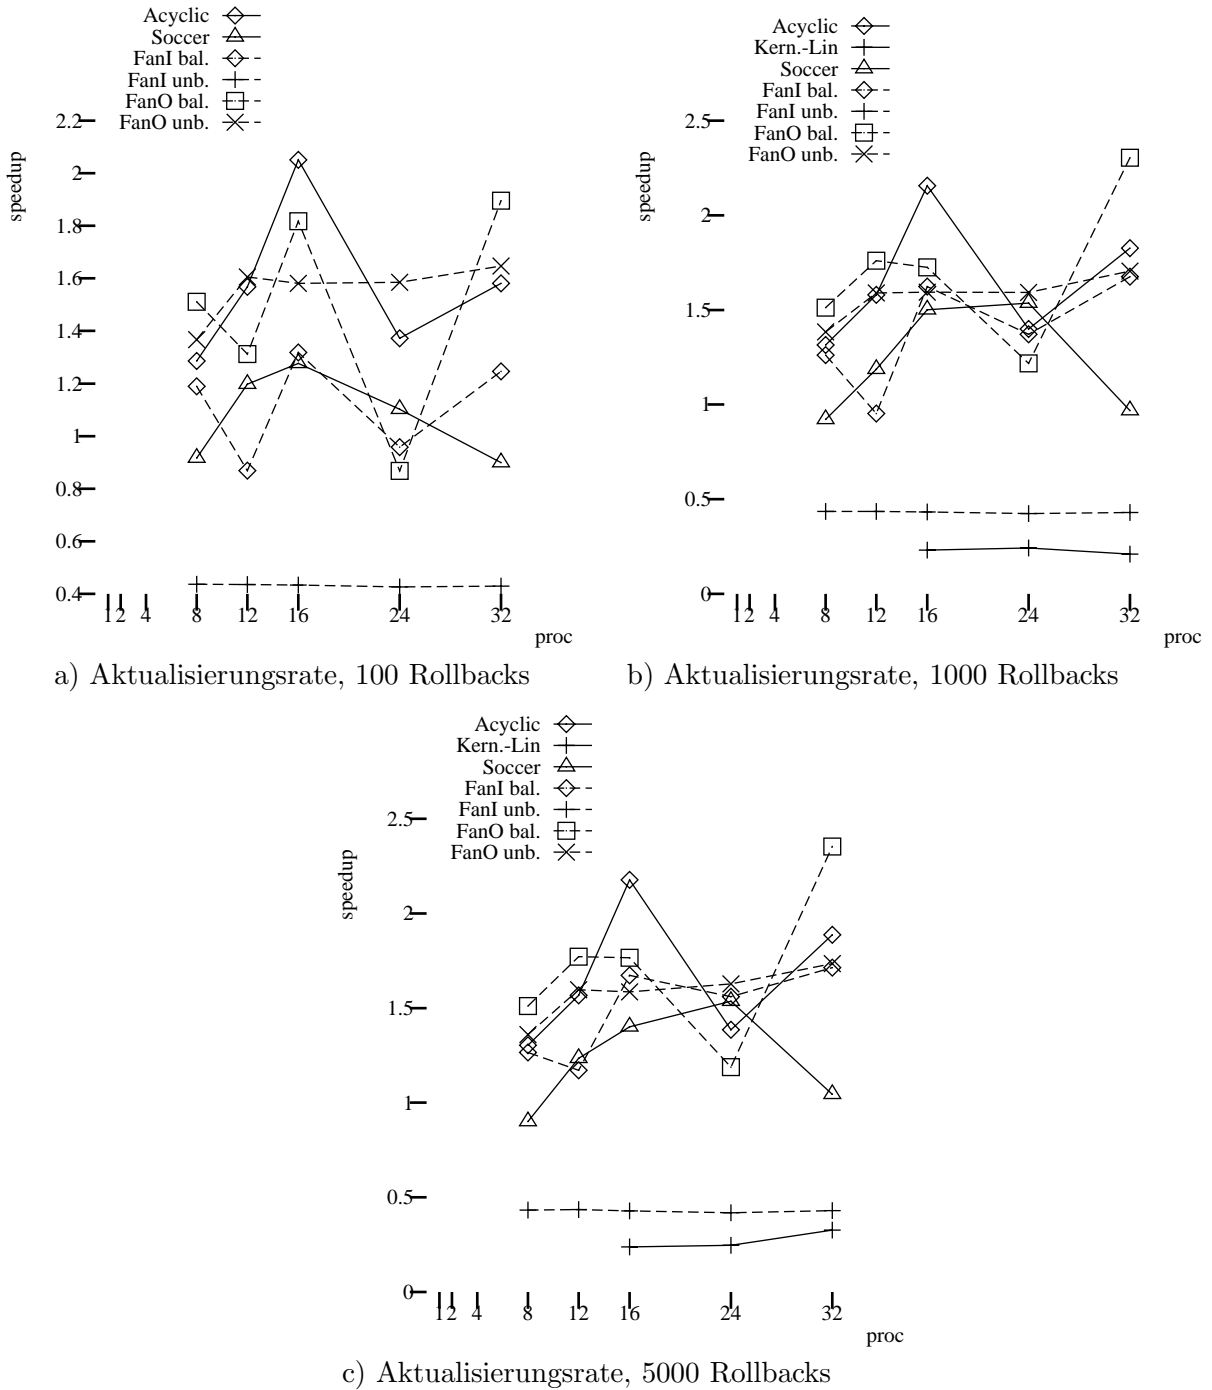 Acyclic
Soccer
FanI bal.
FanI unb.
FanO bal.
FanO unb.
2.2
2
1.8
1.6
1.4
1.2
1
0.8
0.6
0.4
speedup
1 2 4 8 12 16 24 32
proc
a) Aktualisierungsrate, 100 Rollbacks
Acyclic
Kern.-Lin
Soccer
FanI bal.
FanI unb.
FanO bal.
FanO unb.
2.5
2
1.5
1
0.5
0
speedup
1 2 4 8 12 16 24 32
proc
b) Aktualisierungsrate, 1000 Rollbacks
Acyclic
Kern.-Lin
Soccer
FanI bal.
FanI unb.
FanO bal.
FanO unb.
2.5
2
1.5
1
0.5
0
speedup
1 2 4 8 12 16 24 32
proc
c) Aktualisierungsrate, 5000 Rollbacks